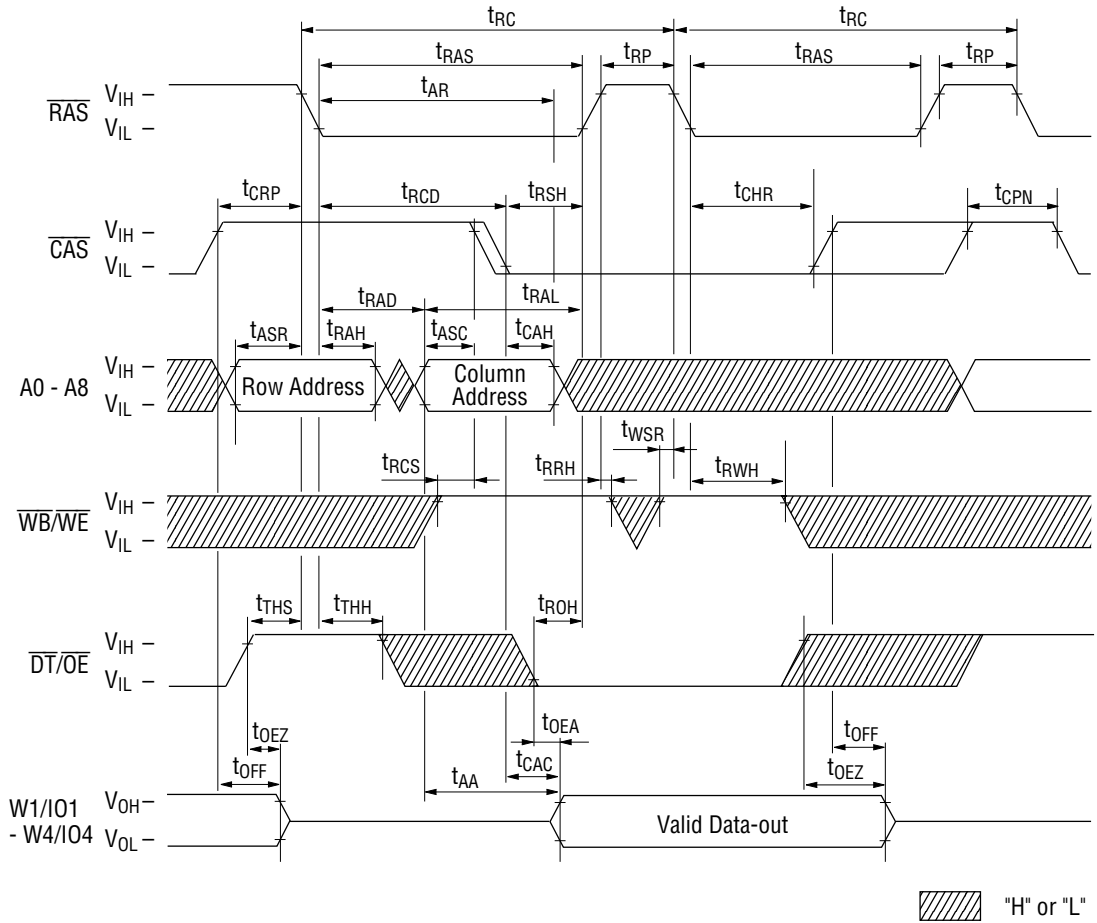 tRC tRC
tRAS tRP tRAS tRP
tAR
RAS VIH VIL
tCRP tRCD tRSH tCHR tCPN
CAS VIH VIL
tRAD tRAL
tASR tRAH tASC tCAH
A0 - A8 VIH VIL
Row Address
Column
Address
tWSR
tRCS tRRH tRWH
WB/WE VIH VIL
tTHS tTHH tROH
DT/OE VIH VIL
tOEZ tOEA tOFF
tOFF tAA tCAC tOEZ
W1/IO1
- W4/IO4
VOH VOL
Valid Data-out
"H" or "L"